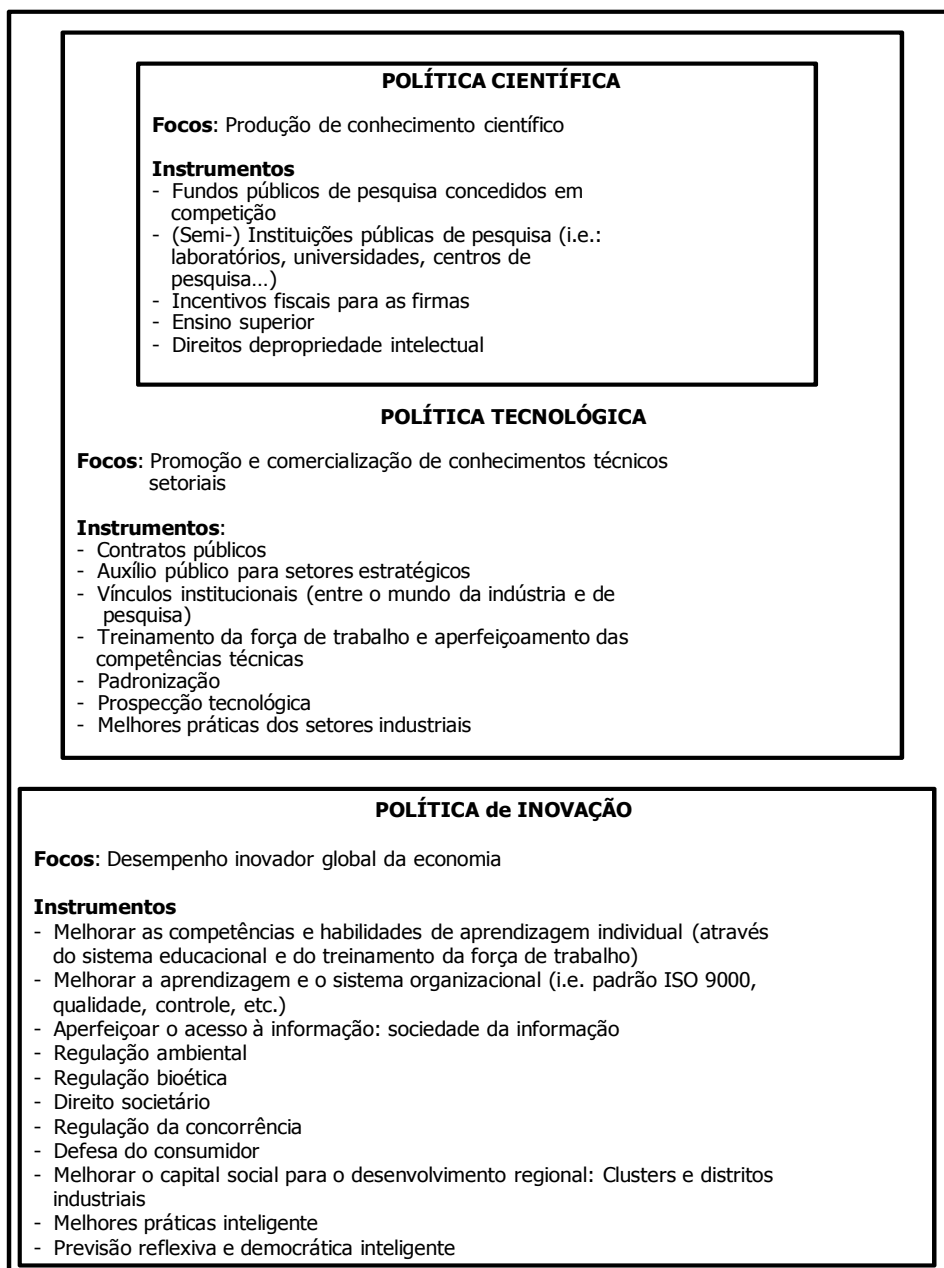 POLÍTICA CIENTÍFICA
Focos: Produção de conhecimento científico
Instrumentos
- Fundos públicos de pesquisa concedidos em
competição
- (Semi-) Instituições públicas de pesquisa (i.e.:
laboratórios, universidades, centros de
pesquisa...)
- Incentivos fiscais para as firmas
- Ensino superior
- Direitos depropriedade intelectual
POLÍTICA TECNOLÓGICA
Focos: Promoção e comercialização de conhecimentos técnicos
setoriais
Instrumentos:
- Contratos públicos
- Auxílio público para setores estratégicos
- Vínculos institucionais (entre o mundo da indústria e de
pesquisa)
- Treinamento da força de trabalho e aperfeiçoamento das
competências técnicas
- Padronização
- Prospecção tecnológica
- Melhores práticas dos setores industriais
POLÍTICA de INOVAÇÃO
Focos: Desempenho inovador global da economia
Instrumentos
- Melhorar as competências e habilidades de aprendizagem individual (através
do sistema educacional e do treinamento da força de trabalho)
- Melhorar a aprendizagem e o sistema organizacional (i.e. padrão ISO 9000,
qualidade, controle, etc.)
- Aperfeiçoar o acesso à informação: sociedade da informação
- Regulação ambiental
- Regulação bioética
- Direito societário
- Regulação da concorrência
- Defesa do consumidor
- Melhorar o capital social para o desenvolvimento regional: Clusters e distritos
industriais
- Melhores práticas inteligente
- Previsão reflexiva e democrática inteligente